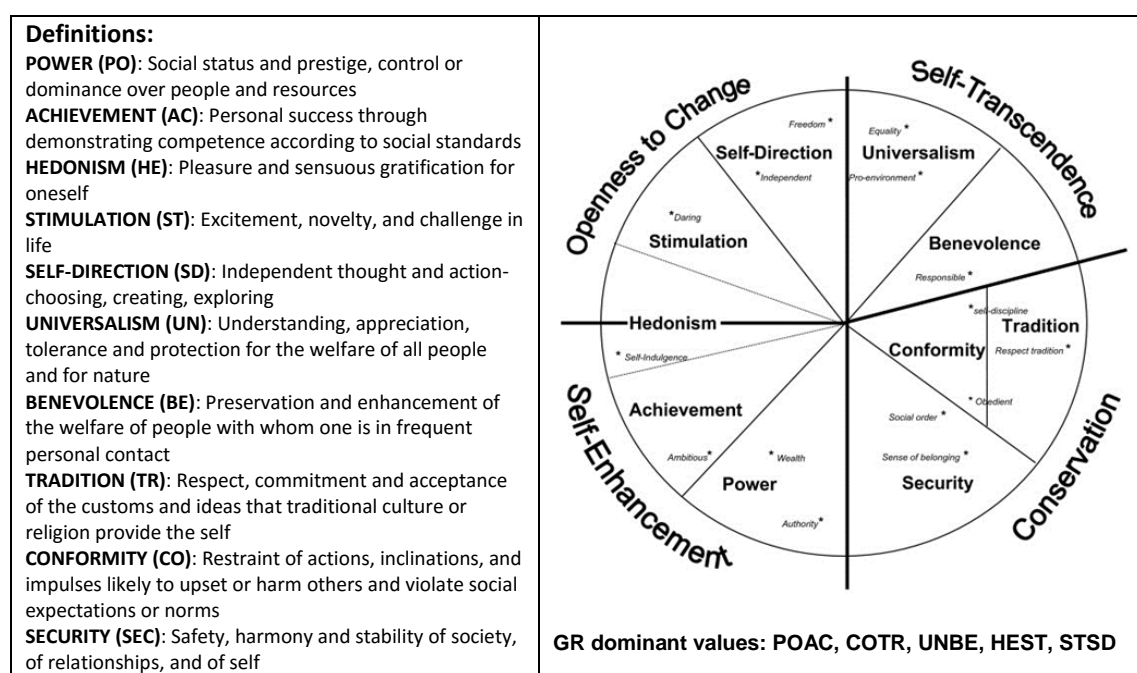 Definitions:
POWER (PO): Social status and prestige, control or
dominance over people and resources
ACHIEVEMENT (AC): Personal success through
demonstrating competence according to social standards
HEDONISM (HE): Pleasure and sensuous gratification for
oneself
STIMULATION (ST): Excitement, novelty, and challenge in
life
SELF-DIRECTION (SD): Independent thought and action-
choosing, creating, exploring
UNIVERSALISM (UN): Understanding, appreciation,
tolerance and protection for the welfare of all people
and for nature
BENEVOLENCE (BE): Preservation and enhancement of
the welfare of people with whom one is in frequent
personal contact
TRADITION (TR): Respect, commitment and acceptance
of the customs and ideas that traditional culture or
religion provide the self
CONFORMITY (CO): Restraint of actions, inclinations, and
impulses likely to upset or harm others and violate social
expectations or norms
SECURITY (SEC): Safety, harmony and stability of society,
of relationships, and of self
Openness to Change
Self-Transcendence
Freedom *
Self-Direction
*Independent
Equality *
Universalism
Pro-environment *
*Daring
Stimulation
Benevolence
Responsible *
Hedonism
* Self-Indulgence
*self-discipline
Tradition
Respect tradition *
Conformity
* Obedient
Achievement
Ambitious *
* Wealth
Power
Authority *
Social order *
Sense of belonging *
Security
Self-Enhancement
Conservation
GR dominant values: POAC, COTR, UNBE, HEST, STSD